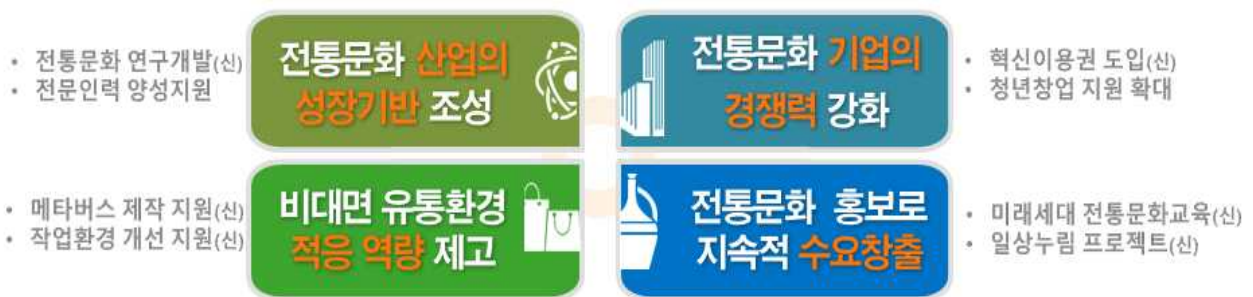 • 전통문화 연구개발(신)
• 전문인력 양성지원
전통문화 산업의
성장기반 조성
전통문화 기업의
경쟁력 강화
• 혁신이용권 도입(신)
• 청년창업 지원 확대
• 메타버스 제작 지원(신)
• 작업환경 개선 지원(신)
비대면 유통환경
적응 역량 제고
전통문화 홍보로
지속적 수요창출
• 미래세대 전통문화교육(신)
• 일상누림 프로젝트(신)